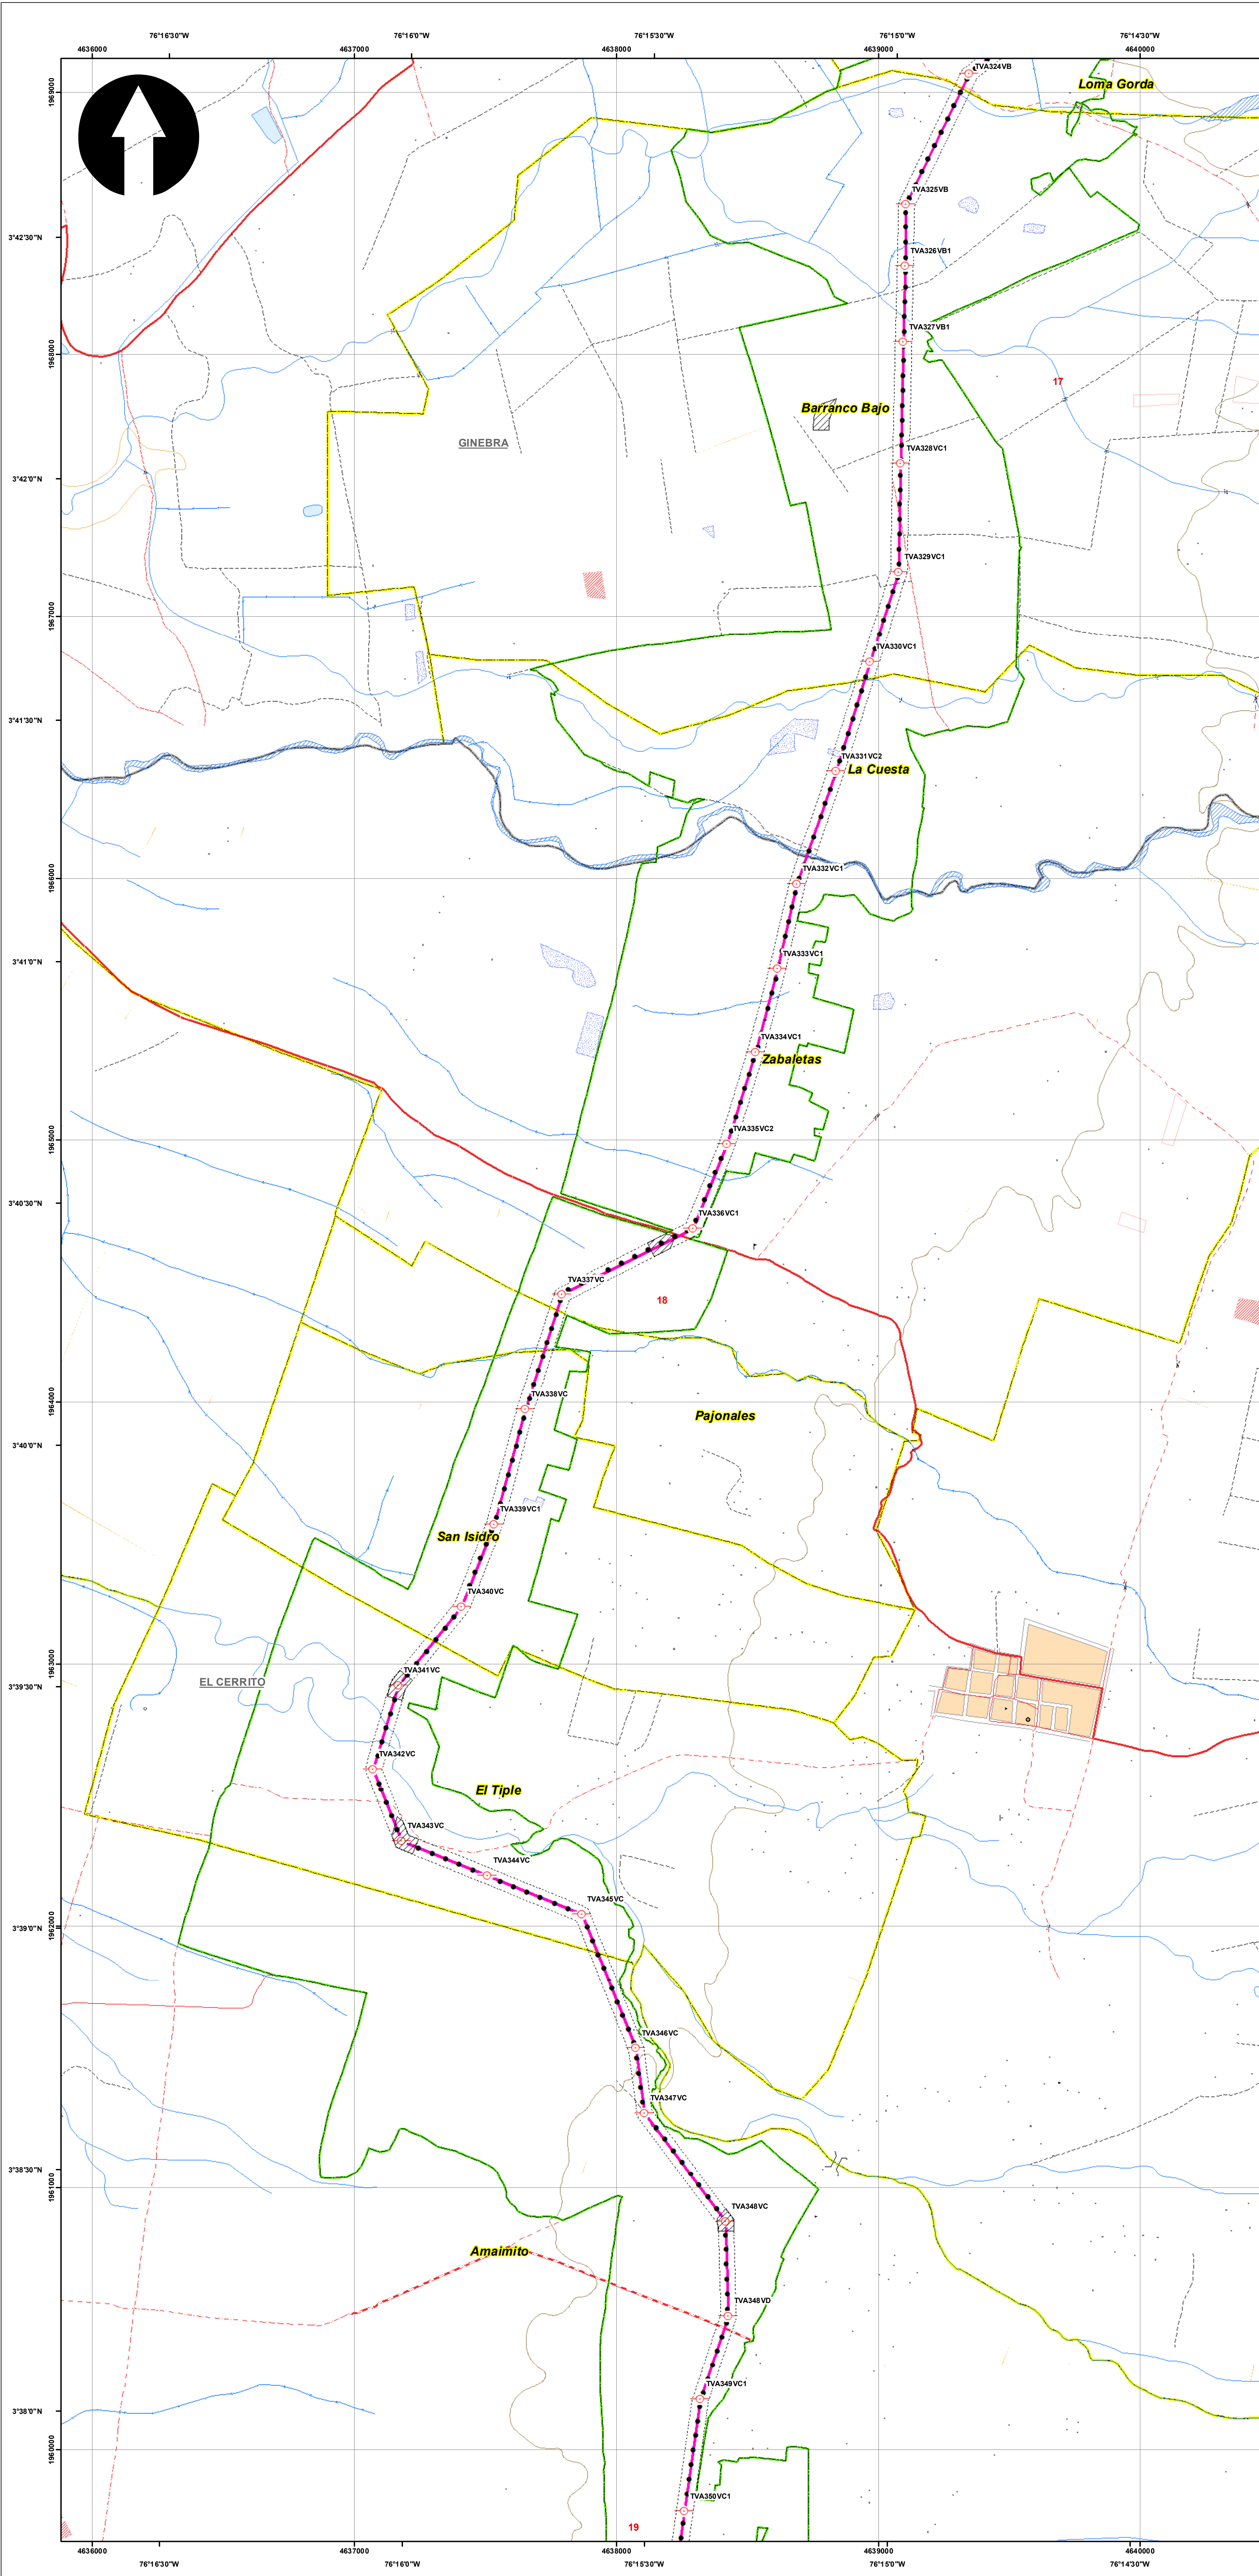 76°16'30"W 76°16'0"W 76°15'30"W 76°15'0"W 76°14'30"W
4636000 4637000 4638000 4639000 4640000
TVA324VB
Loma Gorda
1969000
TVA325VB
3°42'30"N
TVA326VB1
TVA327VB1
1968000
17
Barranco Bajo
GINEBRA
TVA328VC1
3°42'0"N
TVA329VC1
1967000
TVA330VC1
3°41'30"N
TVA331VC2
La Cuesta
TVA332VC1
1966000
TVA333VC1
3°41'0"N
TVA334VC1
Zabaletas
TVA335VC2
1965000
3°40'30"N
TVA336VC1
TVA337VC
18
TVA338VC
1964000
Pajonales
3°40'0"N
TVA339VC1
San Isidro
TVA340VC
1963000
TVA341VC
EL CERRITO
3°39'30"N
TVA342VC
El Tiple
TVA343VC
TVA344VC
TVA345VC
3°39'0"N
1962000
TVA346VC
TVA347VC
3°38'30"N
1961000
TVA348VC
Amaimito
TVA348VD
TVA349VC1
3°38'0"N
1960000
TVA350VC1
19
4636000 4637000 4638000 4639000 4640000
76°16'30"W 76°16'0"W 76°15'30"W 76°15'0"W 76°14'30"W